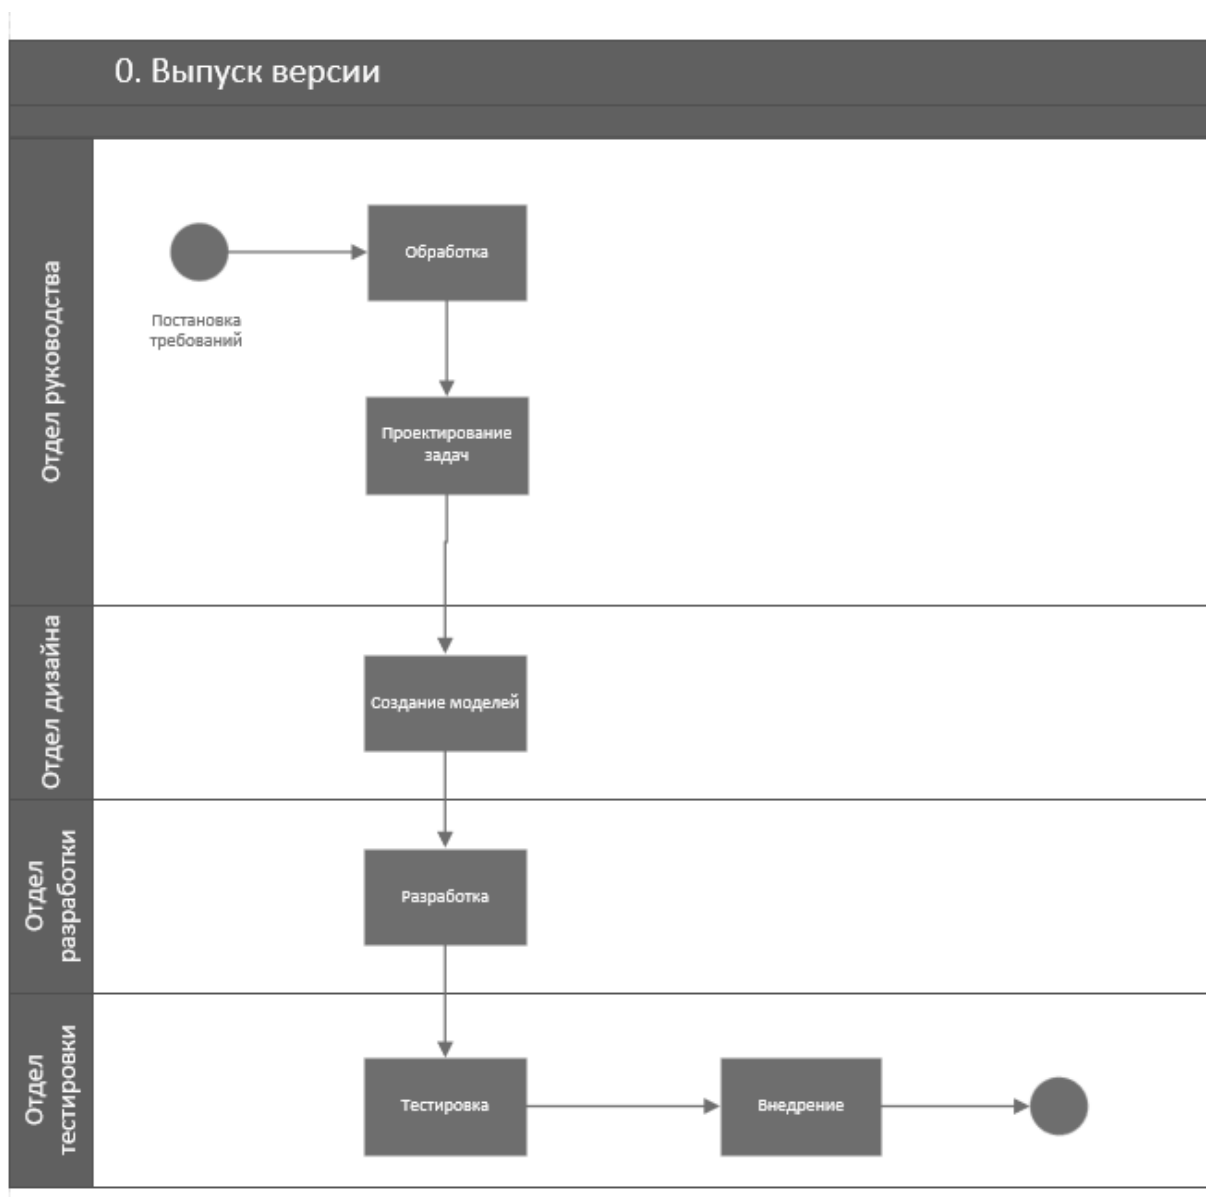 0. Выпуск версии
Отдел руководства
Обработка
Постановка
требований
Проектирование
задач
Отдел дизайна
Создание моделей
Отдел
разработки
Разработка
Отдел
тестировки
Тестировка
Внедрение